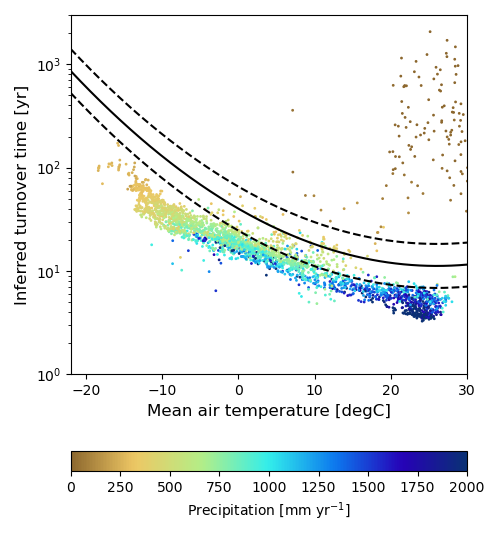 10³
10²
10¹
10⁰
Inferred turnover time [yr]
−20 −10 0 10 20 30
Mean air temperature [degC]
0 250 500 750 1000 1250 1500 1750 2000
Precipitation [mm yr⁻¹]